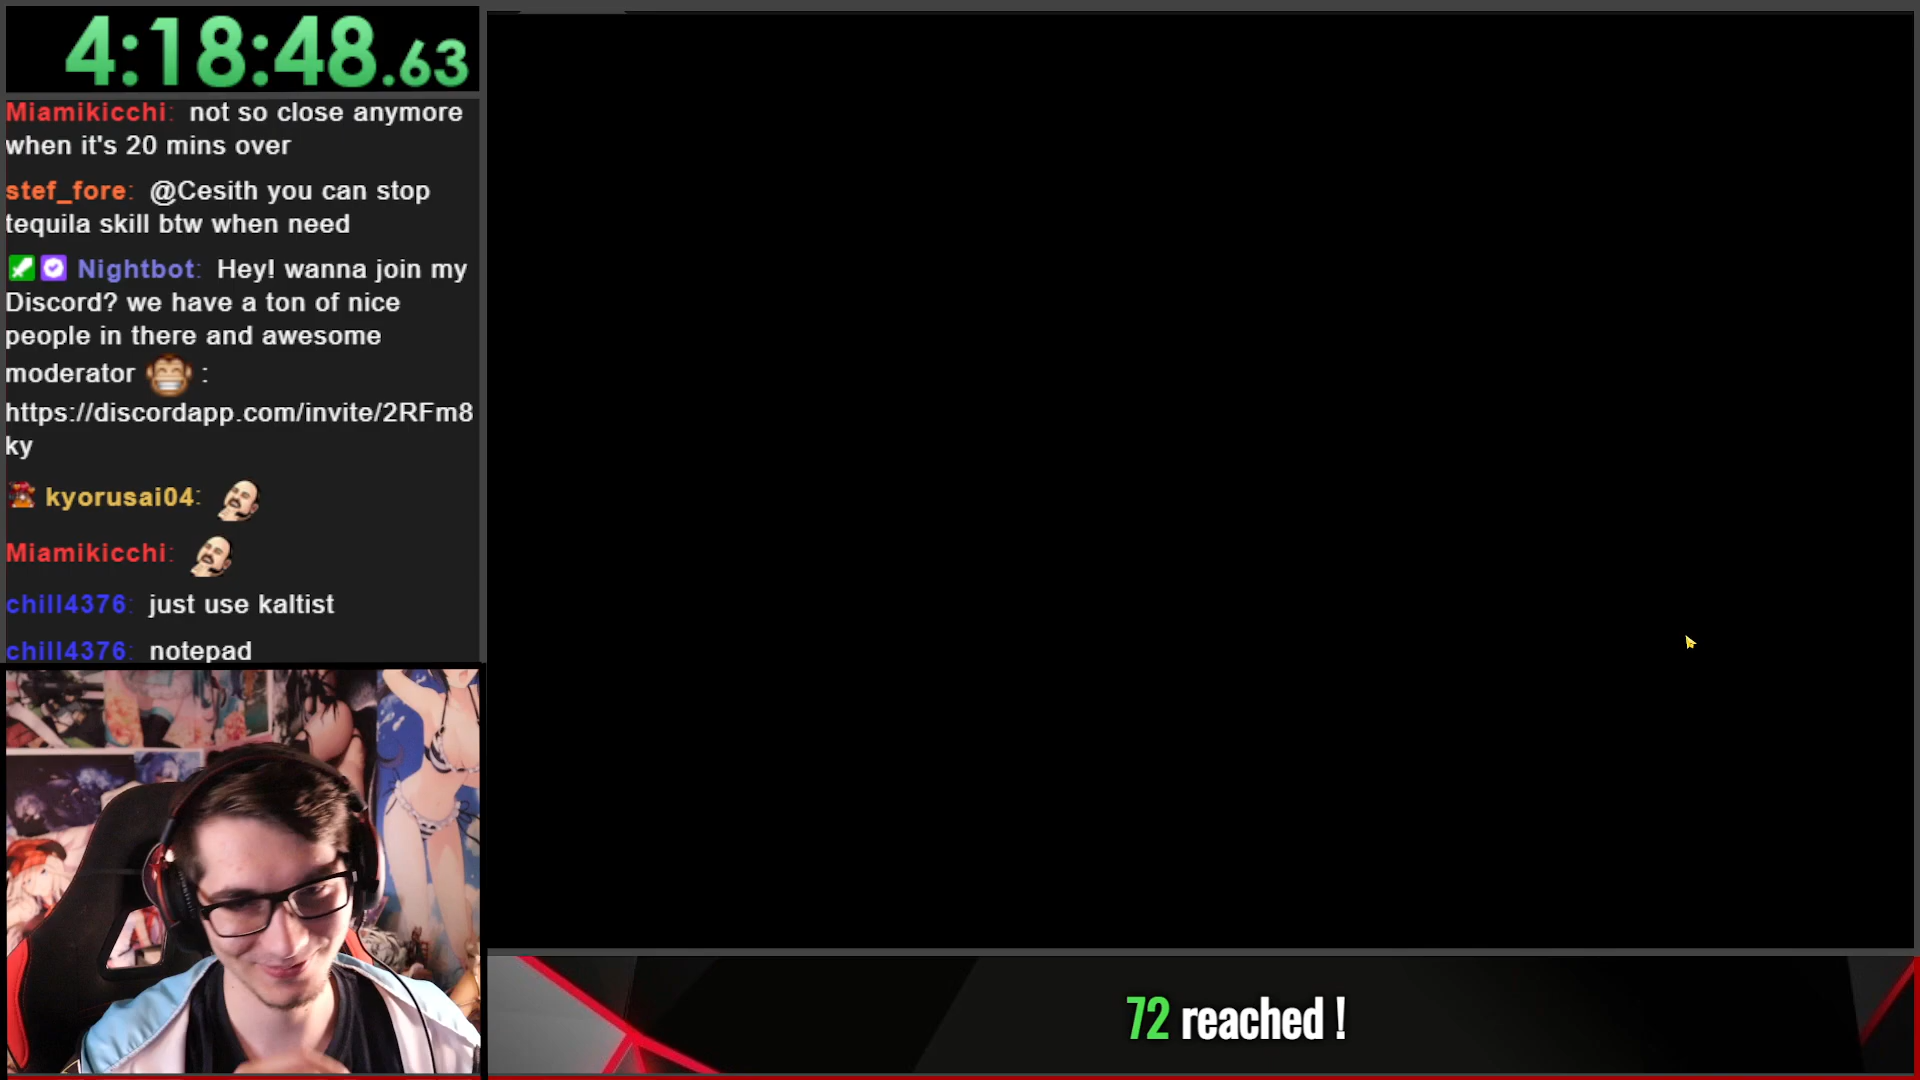 4:18:48.63
Miamikicchi: not so close anymore
when it's 20 mins over
stef_fore: @Cesith you can stop
tequila skill btw when need
Nightbot: Hey! wanna join my
Discord? we have a ton of nice
people in there and awesome
moderator :
https://discordapp.com/invite/2RFm8
ky
kyorusai04:
Miamikicchi:
chill4376: just use kaltist
chill4376: notepad
72 reached !